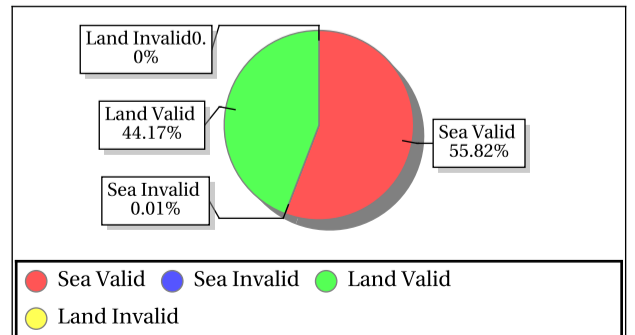 Land Invalid0.
0%
Land Valid
44.17%
Sea Valid
55.82%
Sea Invalid
0.01%
Sea Valid
Sea Invalid
Land Valid
Land Invalid